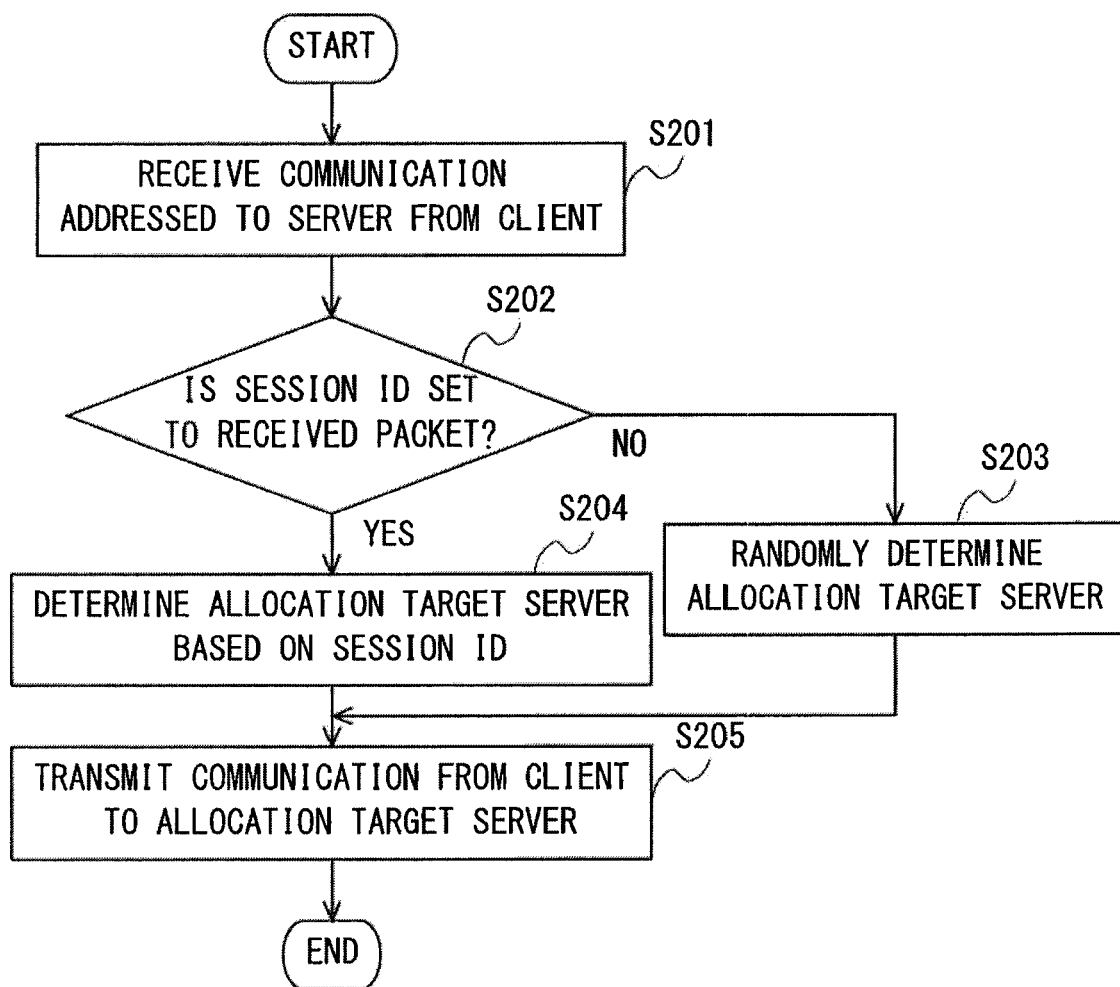 START
S201
RECEIVE COMMUNICATION
ADDRESSED TO SERVER FROM CLIENT
S202
IS SESSION ID SET
TO RECEIVED PACKET?
NO
YES
S203
RANDOMLY DETERMINE
ALLOCATION TARGET SERVER
S204
DETERMINE ALLOCATION TARGET SERVER
BASED ON SESSION ID
S205
TRANSMIT COMMUNICATION FROM CLIENT
TO ALLOCATION TARGET SERVER
END